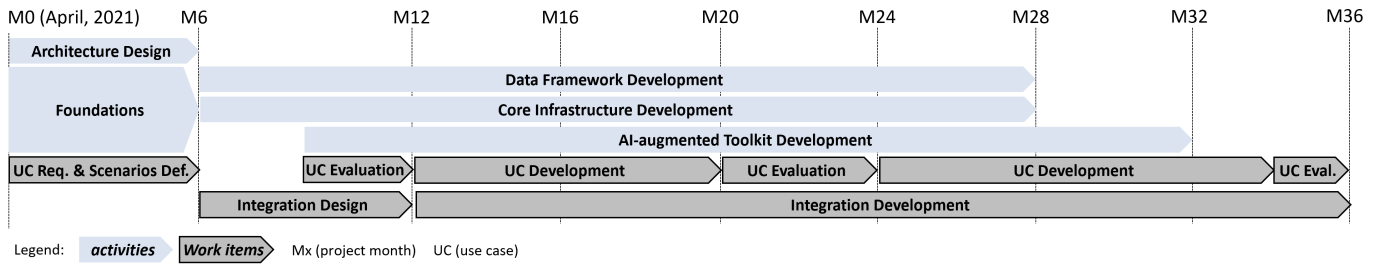 M0 (April, 2021) M6 M12 M16 M20 M24 M28 M32 M36
Architecture Design
Data Framework Development
Foundations Core Infrastructure Development
AI-augmented Toolkit Development
UC Req. & Scenarios Def. UC Evaluation UC Development UC Evaluation UC Development UC Eval.
Integration Design Integration Development
Legend: activities Work items Mx (project month) UC (use case)